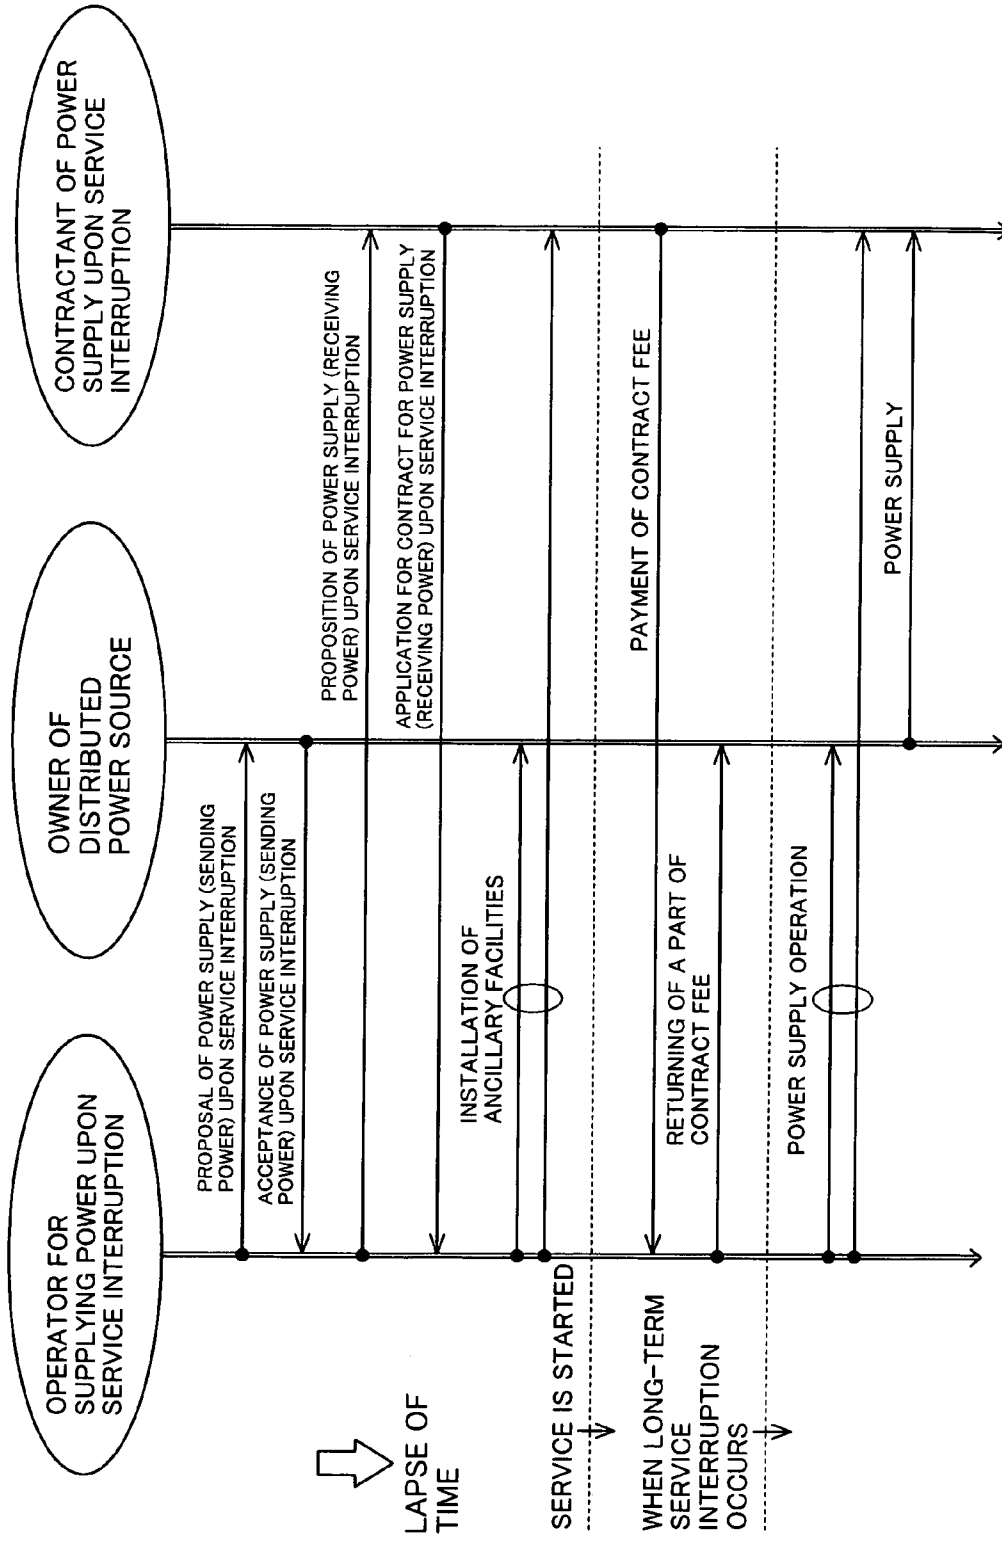 OPERATOR FOR
SUPPLYING POWER UPON
SERVICE INTERRUPTION
OWNER OF
DISTRIBUTED
POWER SOURCE
CONTRACTANT OF POWER
SUPPLY UPON SERVICE
INTERRUPTION
PROPOSAL OF POWER SUPPLY (SENDING
POWER) UPON SERVICE INTERRUPTION
ACCEPTANCE OF POWER SUPPLY (SENDING
POWER) UPON SERVICE INTERRUPTION
PROPOSITION OF POWER SUPPLY (RECEIVING
POWER) UPON SERVICE INTERRUPTION
LAPSE OF
TIME
APPLICATION FOR CONTRACT FOR POWER SUPPLY
(RECEIVING POWER) UPON SERVICE INTERRUPTION
INSTALLATION OF
ANCILLARY FACILITIES
SERVICE IS STARTED
PAYMENT OF CONTRACT FEE
RETURNING OF A PART OF
CONTRACT FEE
WHEN LONG-TERM
SERVICE
INTERRUPTION
OCCURS
POWER SUPPLY OPERATION
POWER SUPPLY